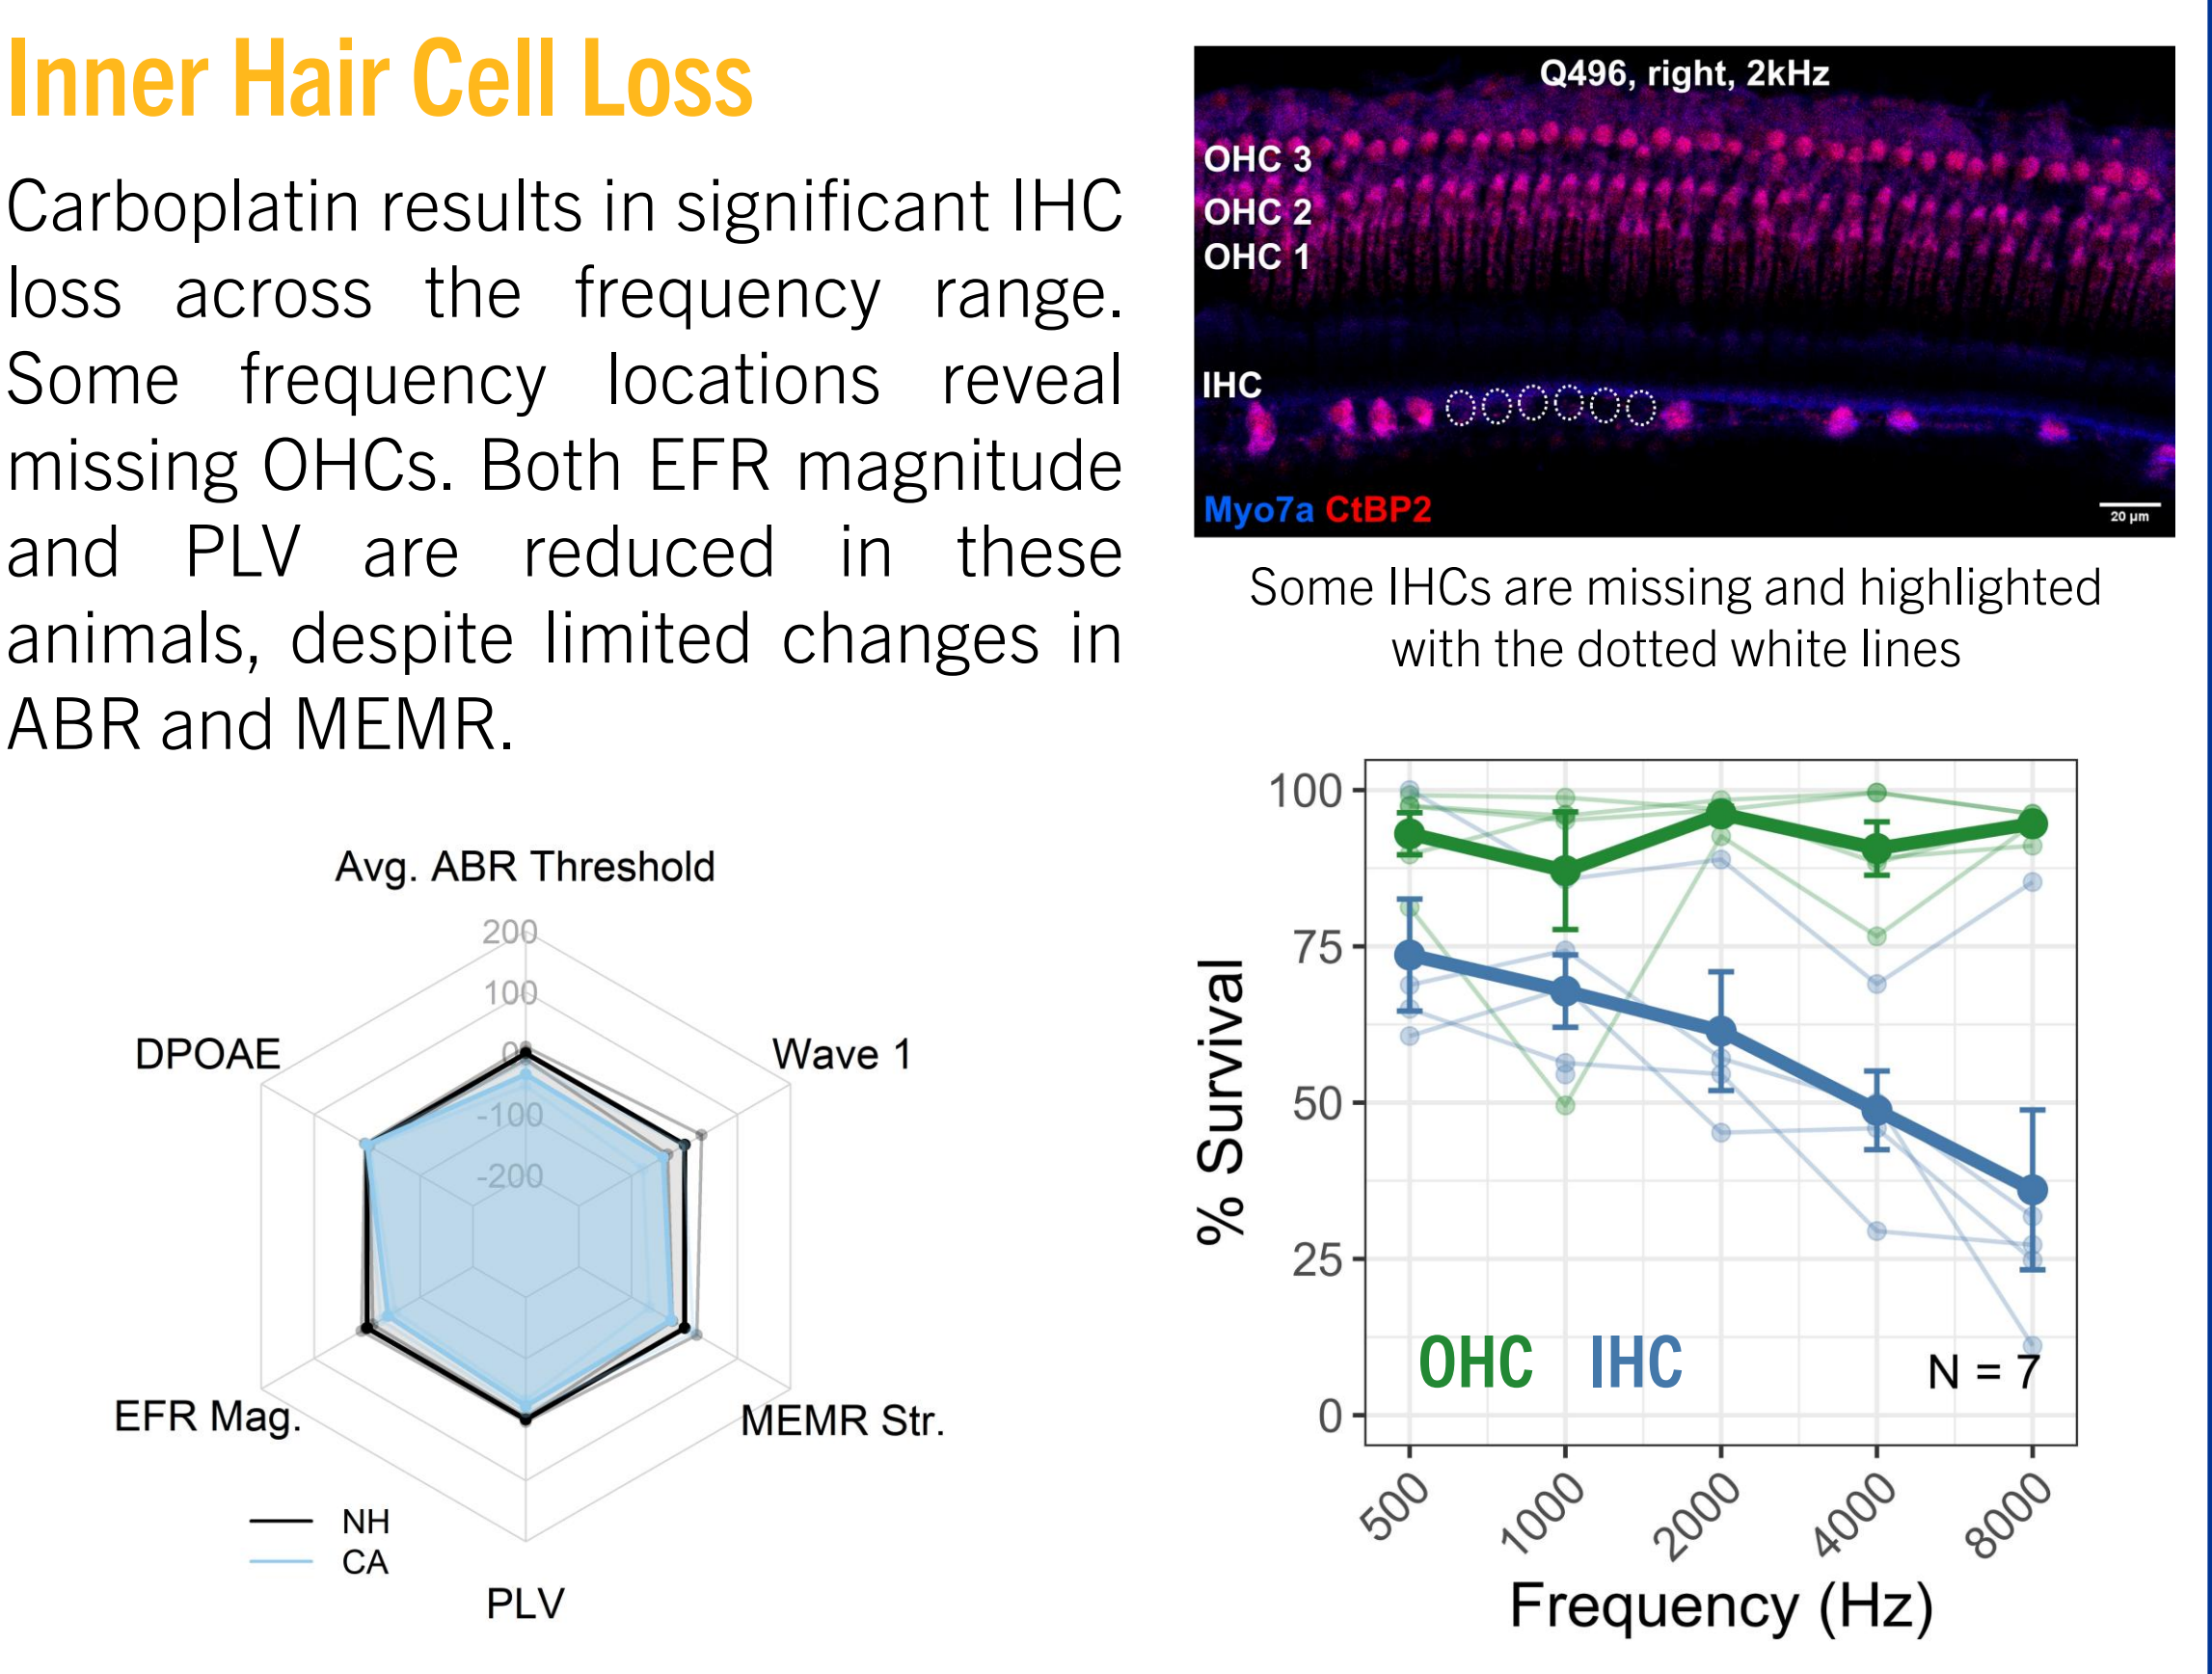 Inner Hair Cell Loss
Carboplatin results in significant IHC
loss across the frequency range.
Some frequency locations reveal
missing OHCs. Both EFR magnitude
and PLV are reduced in these
animals, despite limited changes in
ABR and MEMR.
Q496, right, 2kHz
OHC 3
OHC 2
OHC 1
IHC
Myo7a CtBP2
20 µm
Some IHCs are missing and highlighted
with the dotted white lines
Avg. ABR Threshold
200
100
0
-100
-200
DPOAE
Wave 1
EFR Mag.
MEMR Str.
PLV
NH
CA
% Survival
100
75
50
25
0
OHC IHC
N = 7
500 1000 2000 4000 8000
Frequency (Hz)